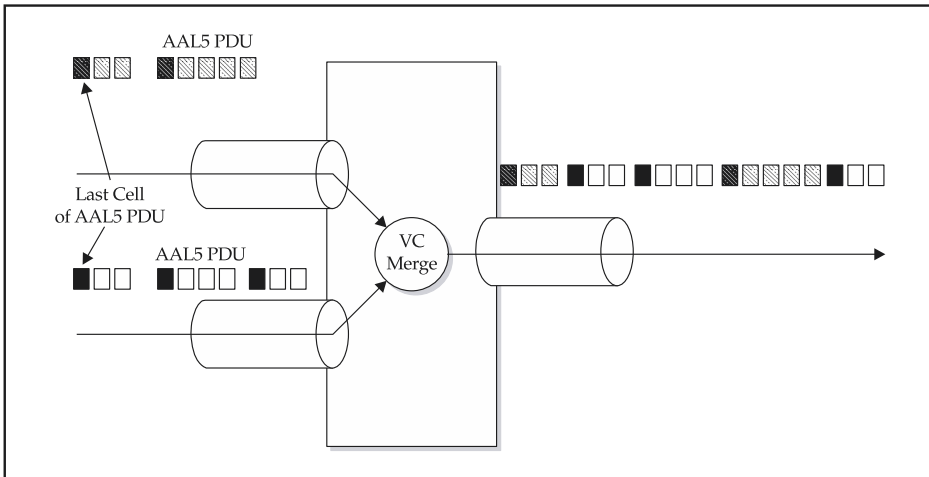 AAL5 PDU
Last Cell
of AAL5 PDU
AAL5 PDU
VC
Merge